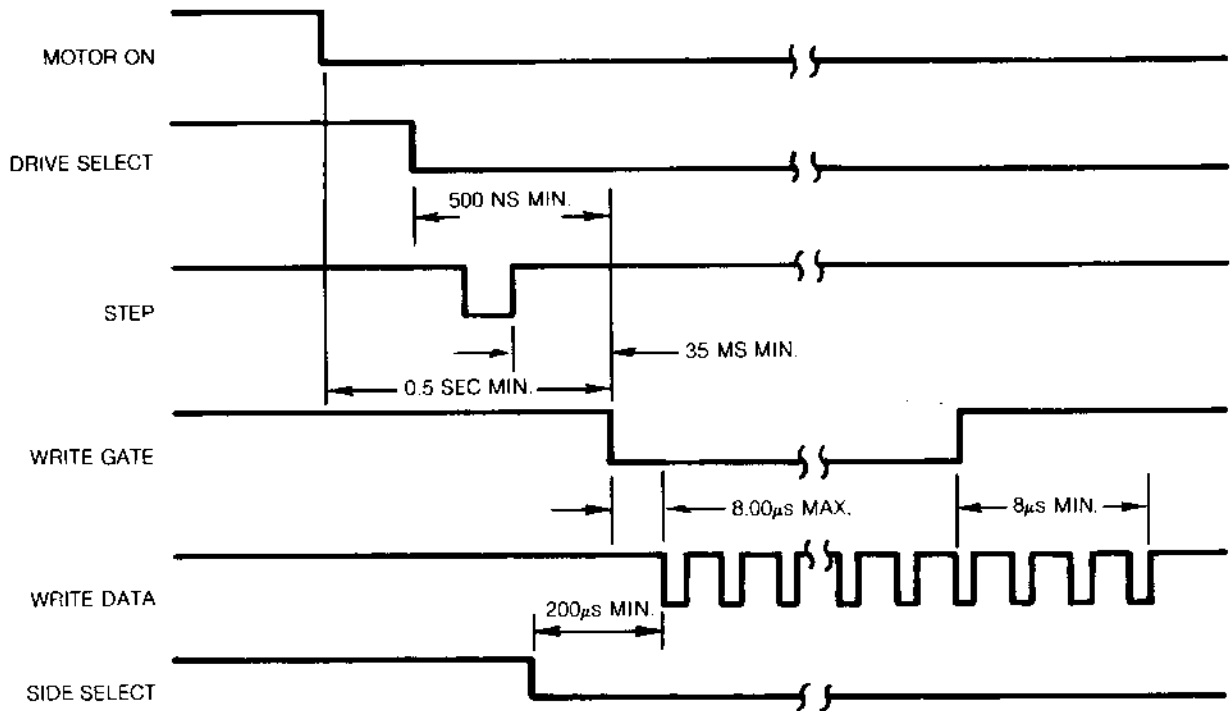 MOTOR ON
DRIVE SELECT
500 NS MIN.
STEP
35 MS MIN.
0.5 SEC MIN.
WRITE GATE
8.00µs MAX.
8µs MIN.
WRITE DATA
200µs MIN.
SIDE SELECT